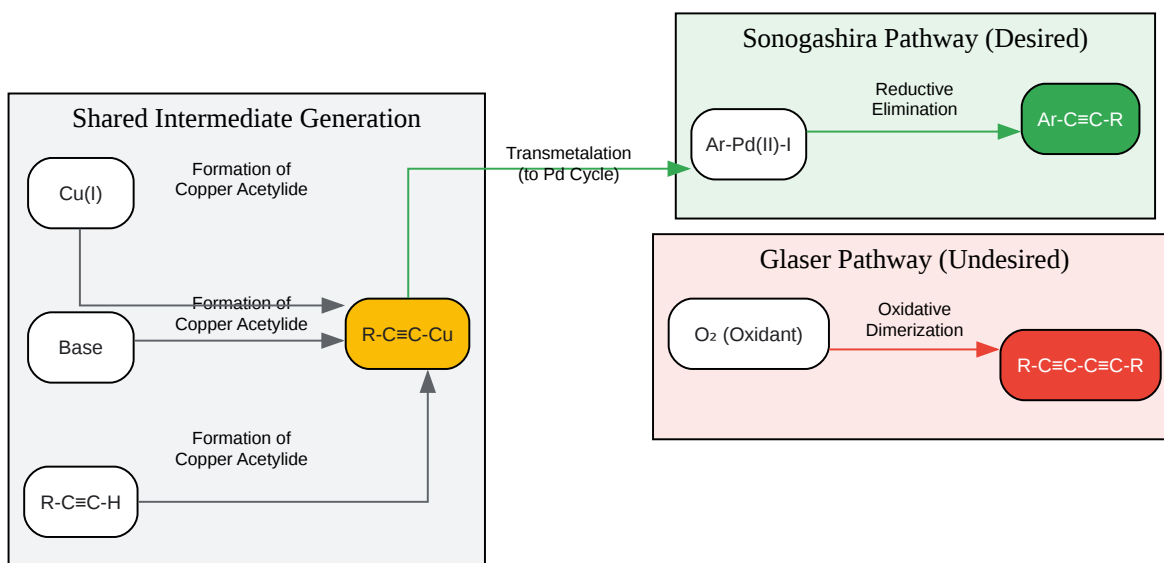 Shared Intermediate Generation
Cu(I)
Formation of
Copper Acetylide
Base
Formation of
Copper Acetylide
R-C≡C-Cu
R-C≡C-H
Formation of
Copper Acetylide
Transmetalation
(to Pd Cycle)
Sonogashira Pathway (Desired)
Ar-Pd(II)-I
Reductive
Elimination
Ar-C≡C-R
Glaser Pathway (Undesired)
O₂ (Oxidant)
Oxidative
Dimerization
R-C≡C-C≡C-R